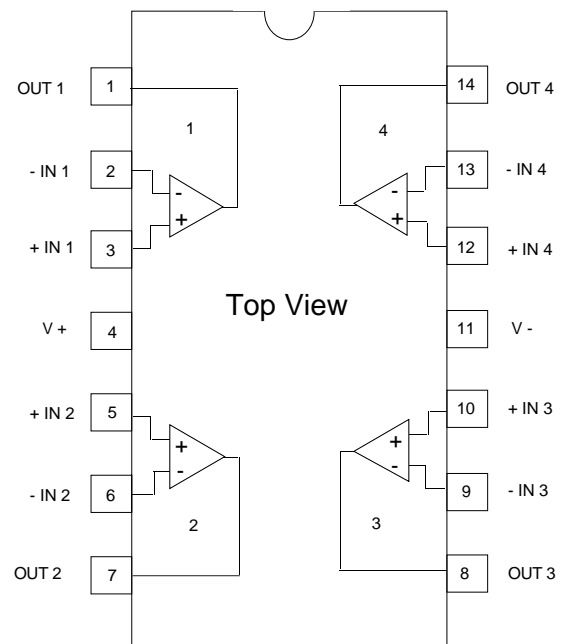 OUT 1 1 14 OUT 4
1 4
- IN 1 2 - - 13 - IN 4
+ IN 1 3 + + 12 + IN 4
Top View
V + 4 11 V -
+ IN 2 5 + + 10 + IN 3
- IN 2 6 - - 9 - IN 3
2 3
OUT 2 7 8 OUT 3